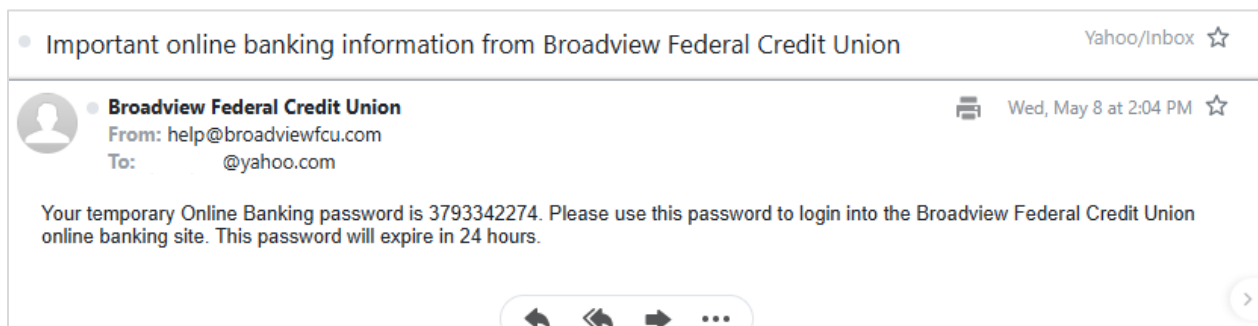 Important online banking information from Broadview Federal Credit Union
Yahoo/Inbox
Broadview Federal Credit Union
Wed, May 8 at 2:04 PM
From: help@broadviewfcu.com
To: @yahoo.com
Your temporary Online Banking password is 3793342274. Please use this password to login into the Broadview Federal Credit Union
online banking site. This password will expire in 24 hours.